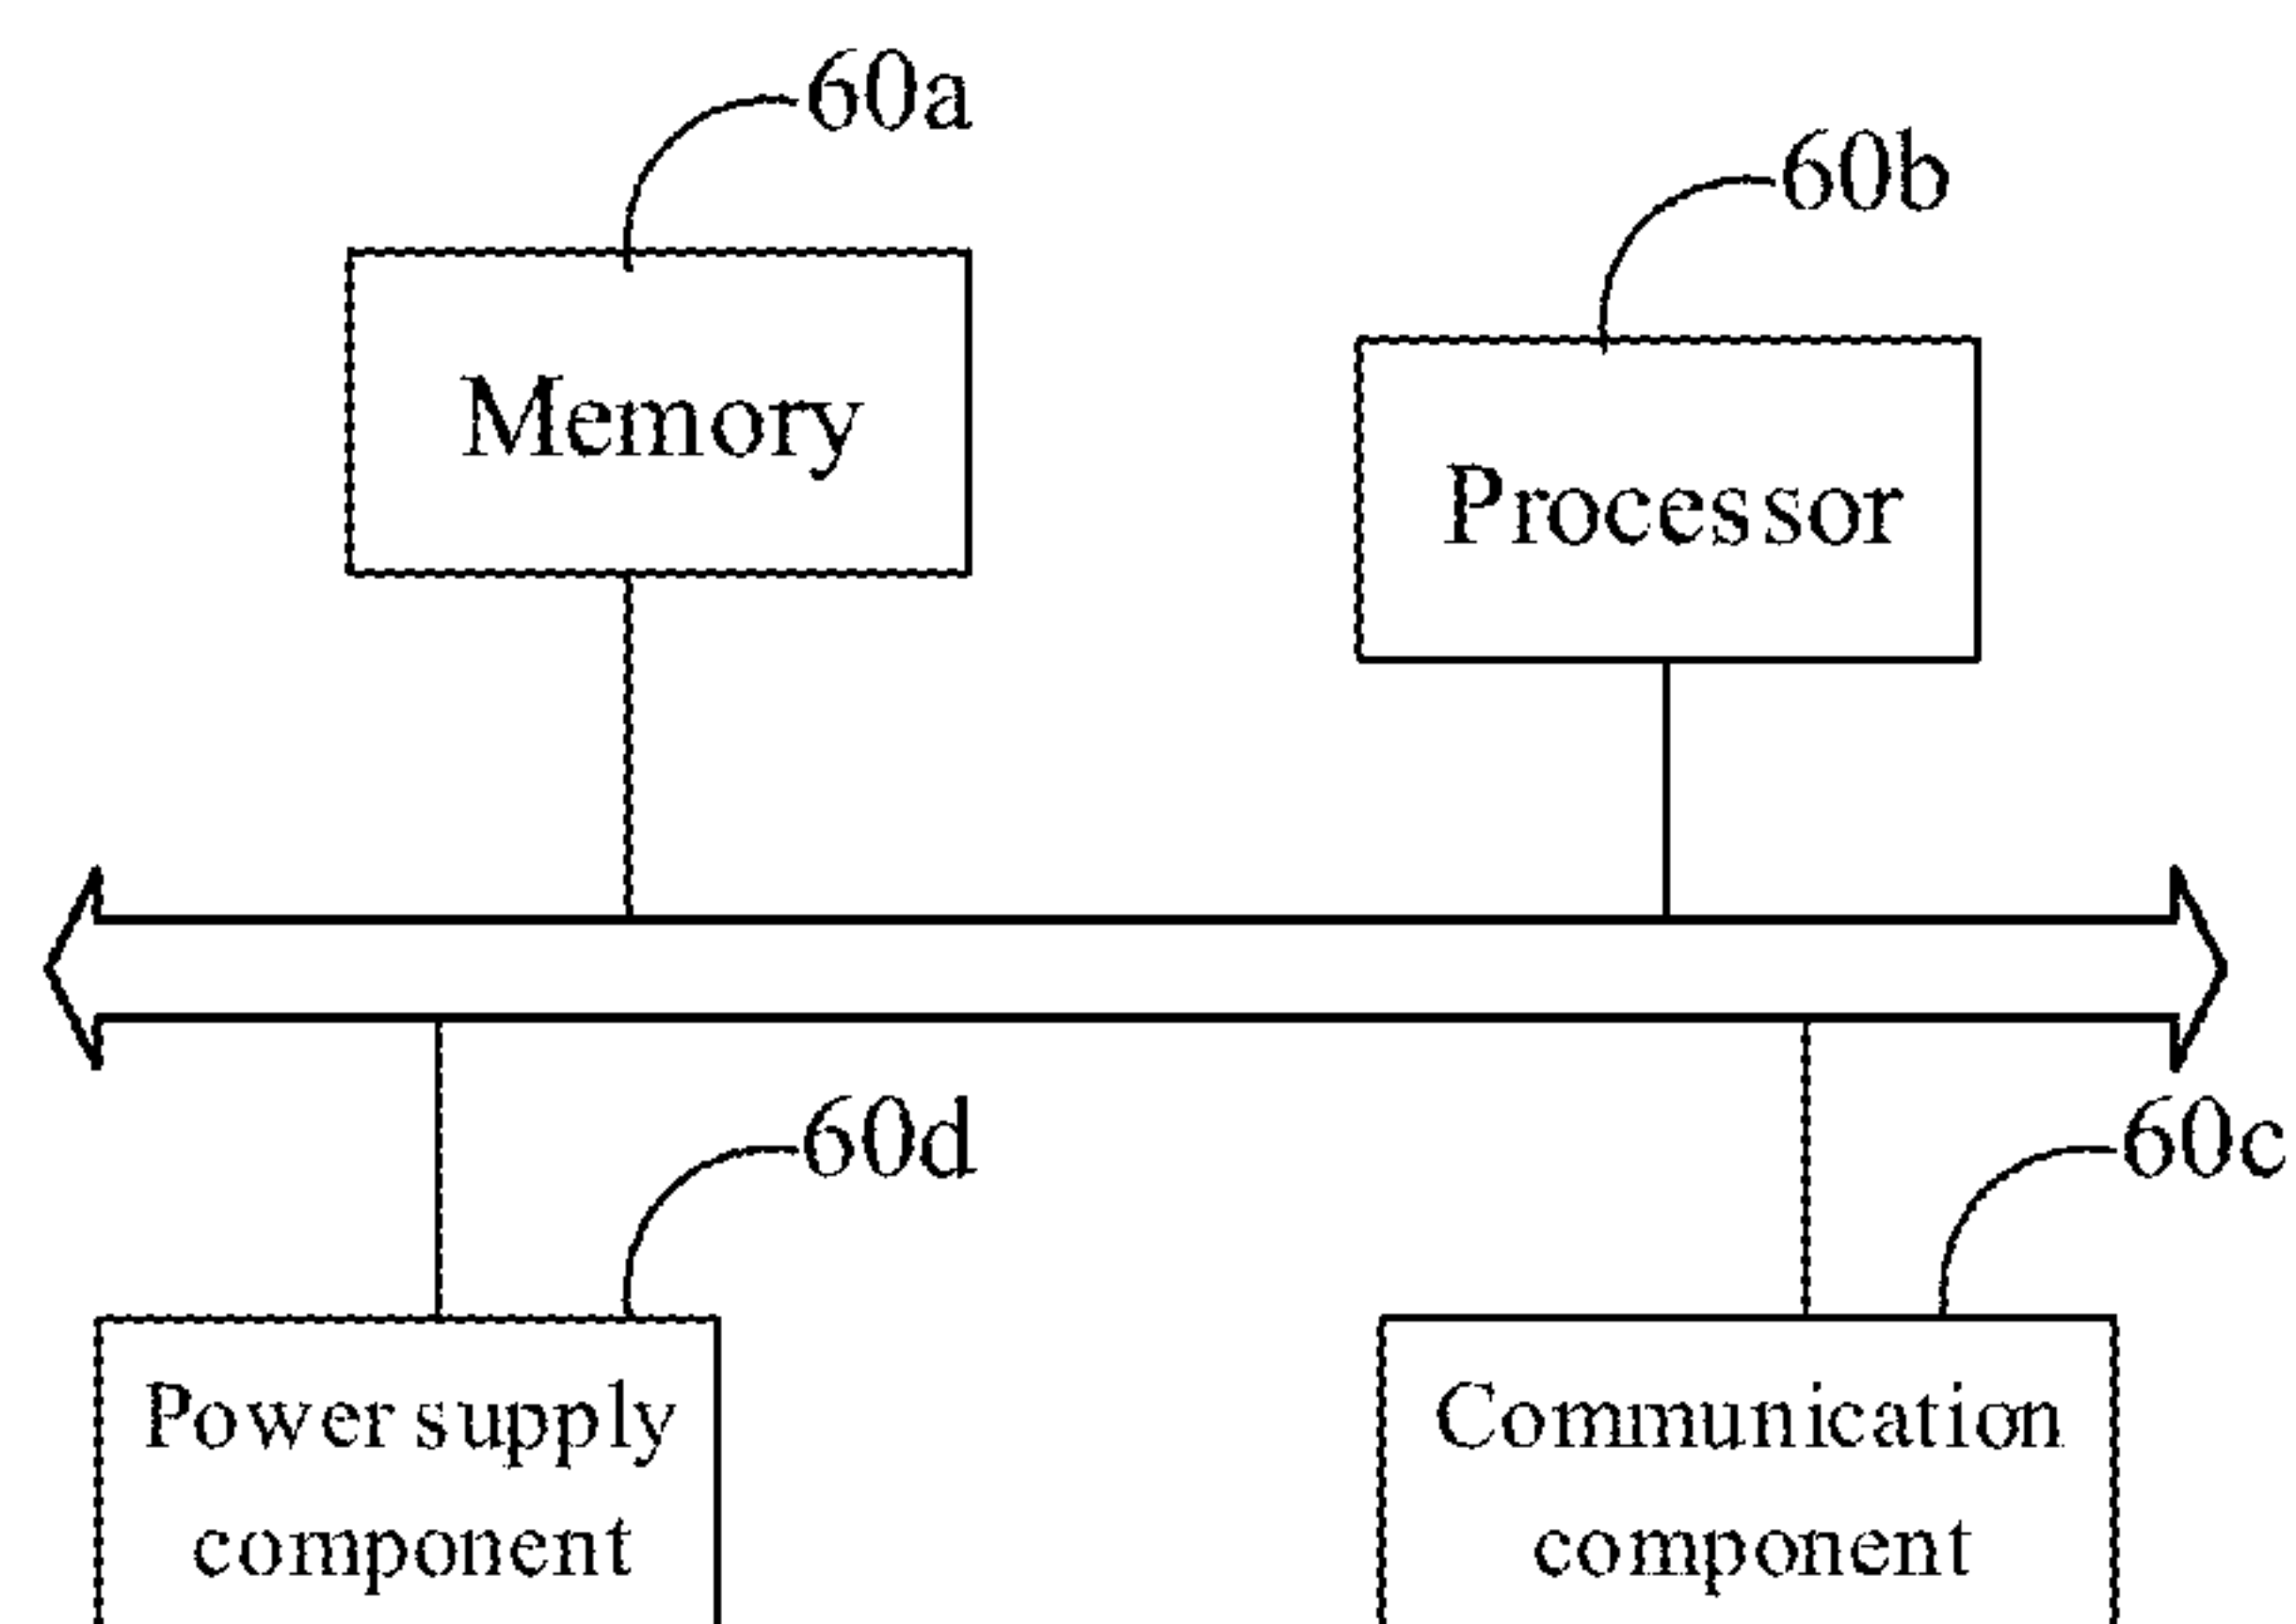 60a
60b
Memory
Processor
60d
60c
Power supply
component
Communication
component